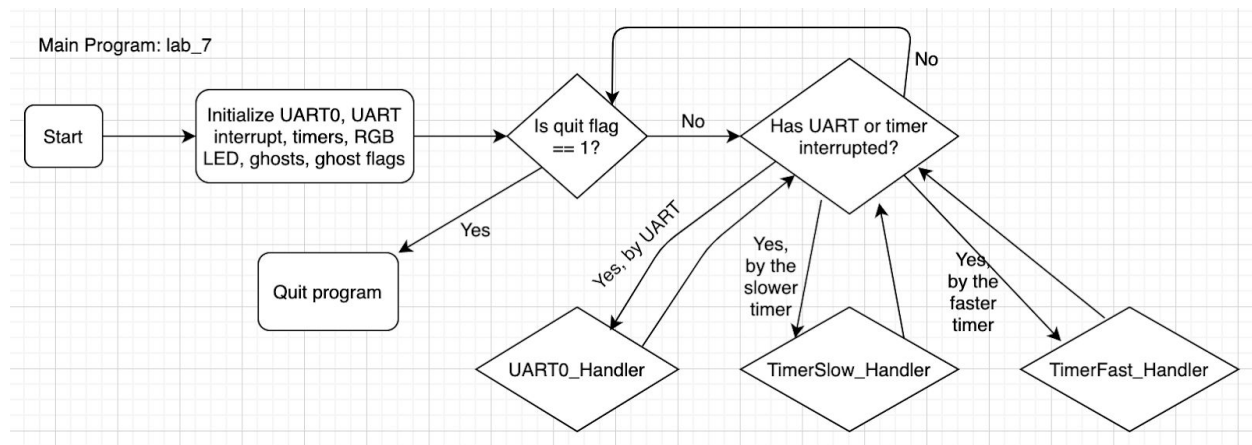 Main Program: lab_7
Start
Initialize UART0, UART
interrupt, timers, RGB
LED, ghosts, ghost flags
Is quit flag
== 1?
No
Has UART or timer
interrupted?
No
Yes
Quit program
Yes, by UART
Yes,
by the
slower
timer
Yes,
by the
faster
timer
UART0_Handler
TimerSlow_Handler
TimerFast_Handler